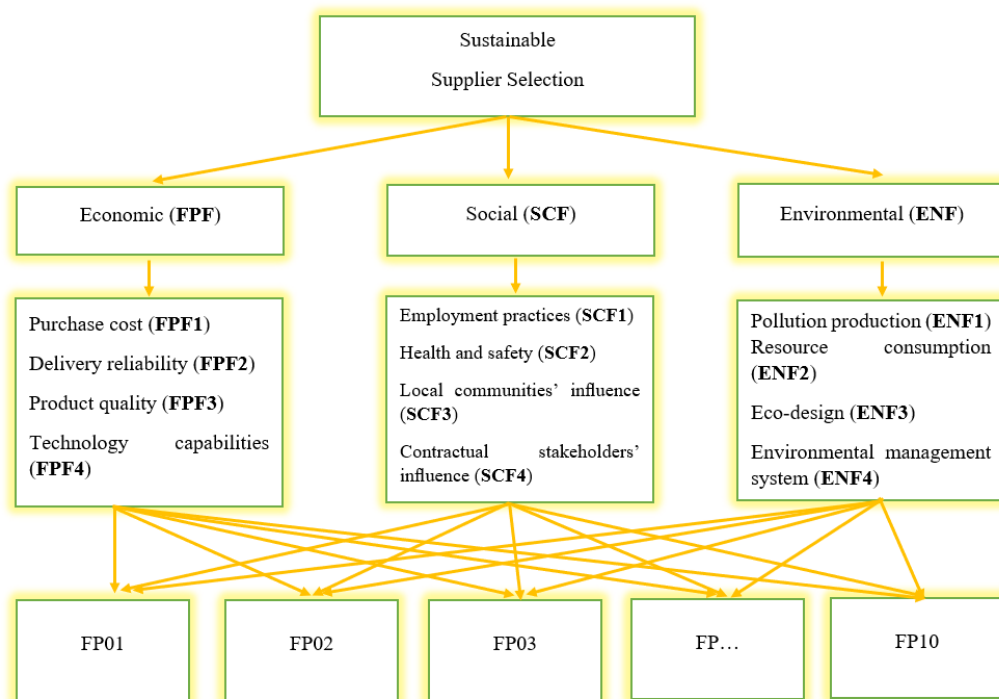 Sustainable
Supplier Selection
Economic (FPF)
Social (SCF)
Environmental (ENF)
Purchase cost (FPF1)
Delivery reliability (FPF2)
Product quality (FPF3)
Technology capabilities
(FPF4)
Employment practices (SCF1)
Health and safety (SCF2)
Local communities’ influence
(SCF3)
Contractual stakeholders’
influence (SCF4)
Pollution production (ENF1)
Resource consumption
(ENF2)
Eco-design (ENF3)
Environmental management
system (ENF4)
FP01
FP02
FP03
FP…
FP10